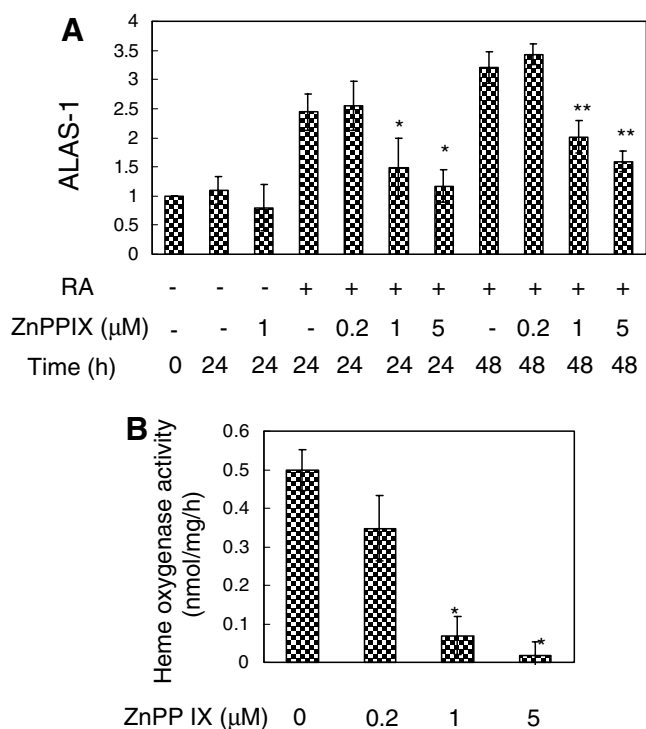 A
4
3.5
3
2.5
2
1.5
1
0.5
0
ALAS-1
* * ** **
RA - - - + + + + + + + +
ZnPPIX (μM) - - 1 - 0.2 1 5 - 0.2 1 5
Time (h) 0 24 24 24 24 24 24 48 48 48 48
B
0.6
0.5
0.4
0.3
0.2
0.1
0
Heme oxygenase activity
(nmol/mg/h)
* *
ZnPP IX (μM) 0 0.2 1 5